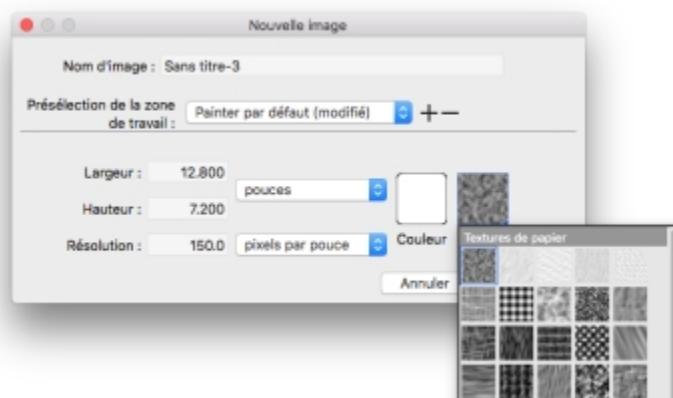 Nouvelle image
Nom d'image : Sans titre-3
Présélection de la zone
de travail : Painter par défaut (modifié)
Largeur : 12.800 pouces
Hauteur : 7.200
Résolution : 150.0 pixels par pouce Couleur
Textures de papier
Annuler